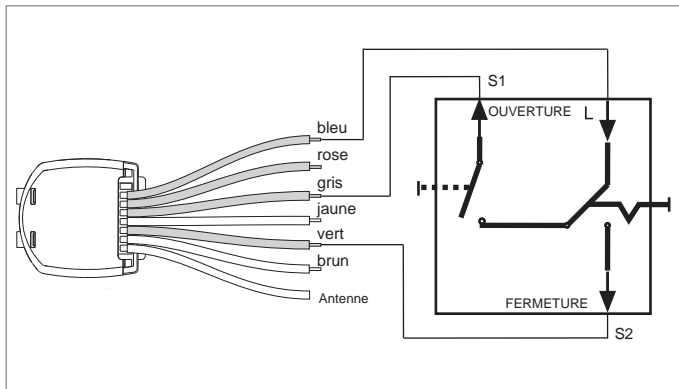 bleu
rose
gris
jaune
vert
brun
Antenne
S1
OUVERTURE
L
FERMETURE
S2